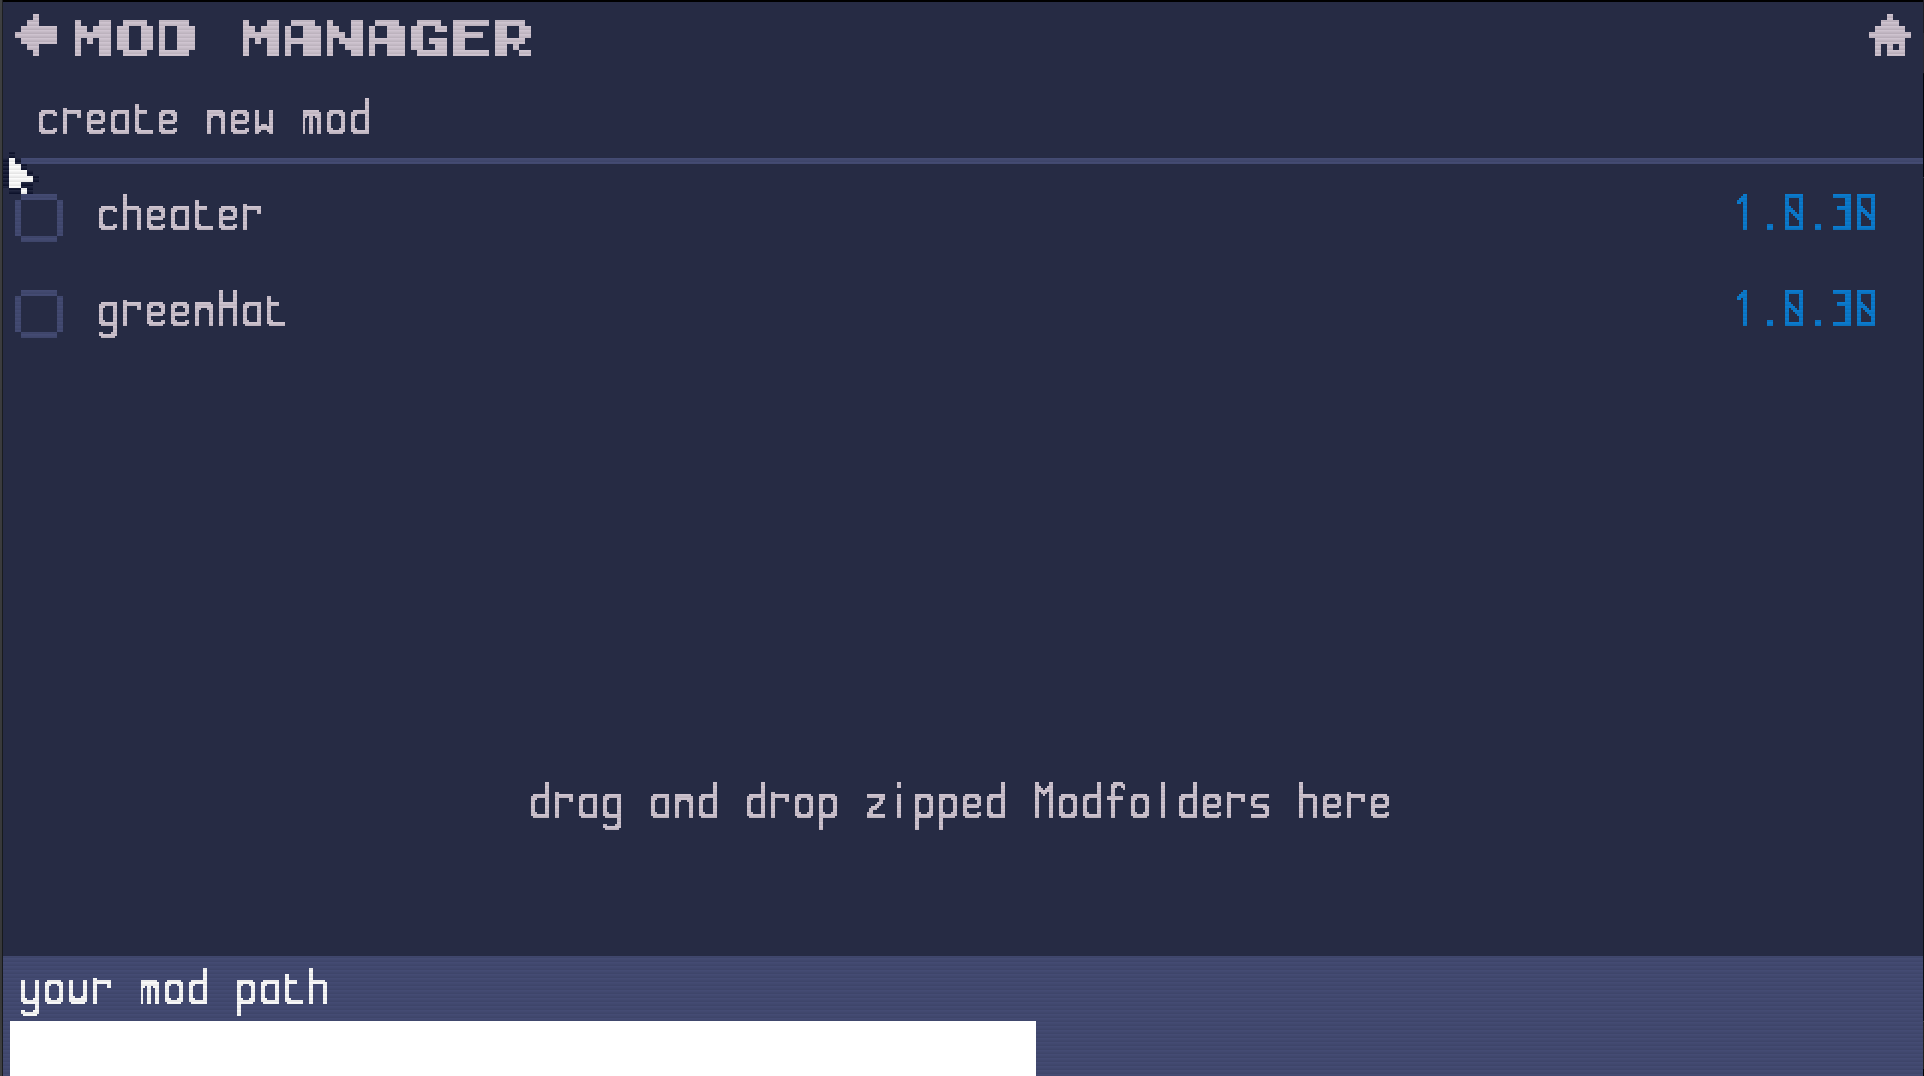 MOD MANAGER
create new mod
cheater 1.0.30
greenHat 1.0.30
drag and drop zipped Modfolders here
your mod path